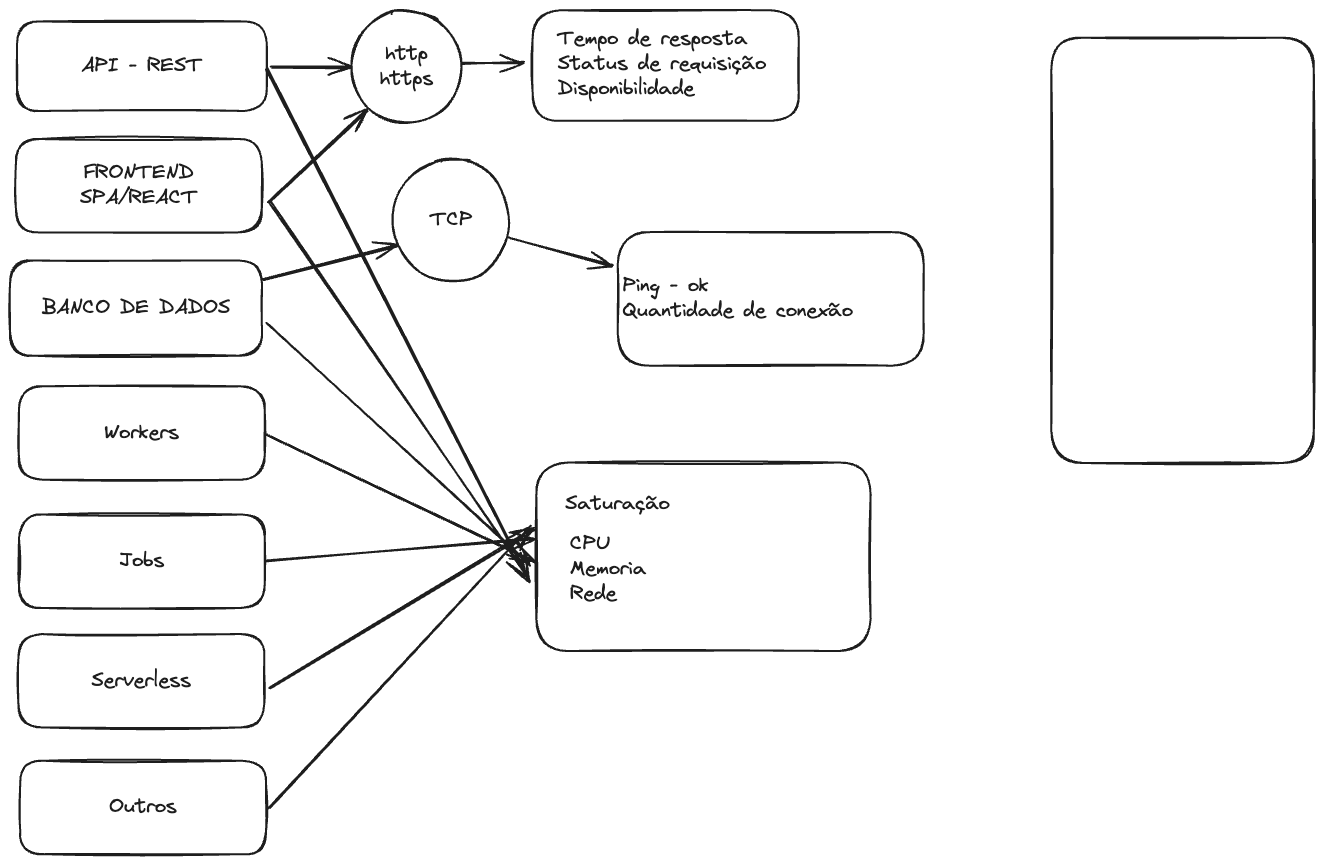 API - REST
http
https
Tempo de resposta
Status de requisição
Disponibilidade
FRONTEND
SPA/REACT
TCP
BANCO DE DADOS
Ping - ok
Quantidade de conexão
Workers
Jobs
Saturação
CPU
Memoria
Rede
Serverless
Outros